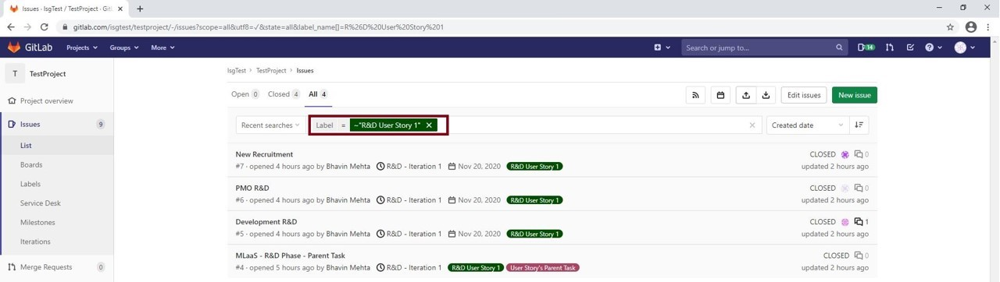 Issues · IsgTest / TestProject · Git
gitlab.com/isgtest/testproject/-/issues?scope=all&utf8=✓&state=all&label_name[]=R%26D%20User%20Story%201
GitLab Projects Groups More Search or jump to... 14
T TestProject
Project overview
Issues 9
List
Boards
Labels
Service Desk
Milestones
Iterations
Merge Requests 0
IsgTest > TestProject > Issues
Open 0 Closed 4 All 4 Edit issues New issue
Recent searches Label = ~"R&D User Story 1" × Created date
New Recruitment CLOSED 0
#7 · opened 4 hours ago by Bhavin Mehta R&D - Iteration 1 Nov 20, 2020 R&D User Story 1 updated 2 hours ago
PMO R&D CLOSED 0
#6 · opened 4 hours ago by Bhavin Mehta R&D - Iteration 1 Nov 20, 2020 R&D User Story 1 updated 2 hours ago
Development R&D CLOSED 1
#5 · opened 4 hours ago by Bhavin Mehta R&D - Iteration 1 Nov 20, 2020 R&D User Story 1 updated 2 hours ago
MLaaS - R&D Phase - Parent Task CLOSED 0
#4 · opened 5 hours ago by Bhavin Mehta R&D - Iteration 1 R&D User Story 1 User Story's Parent Task updated 2 hours ago